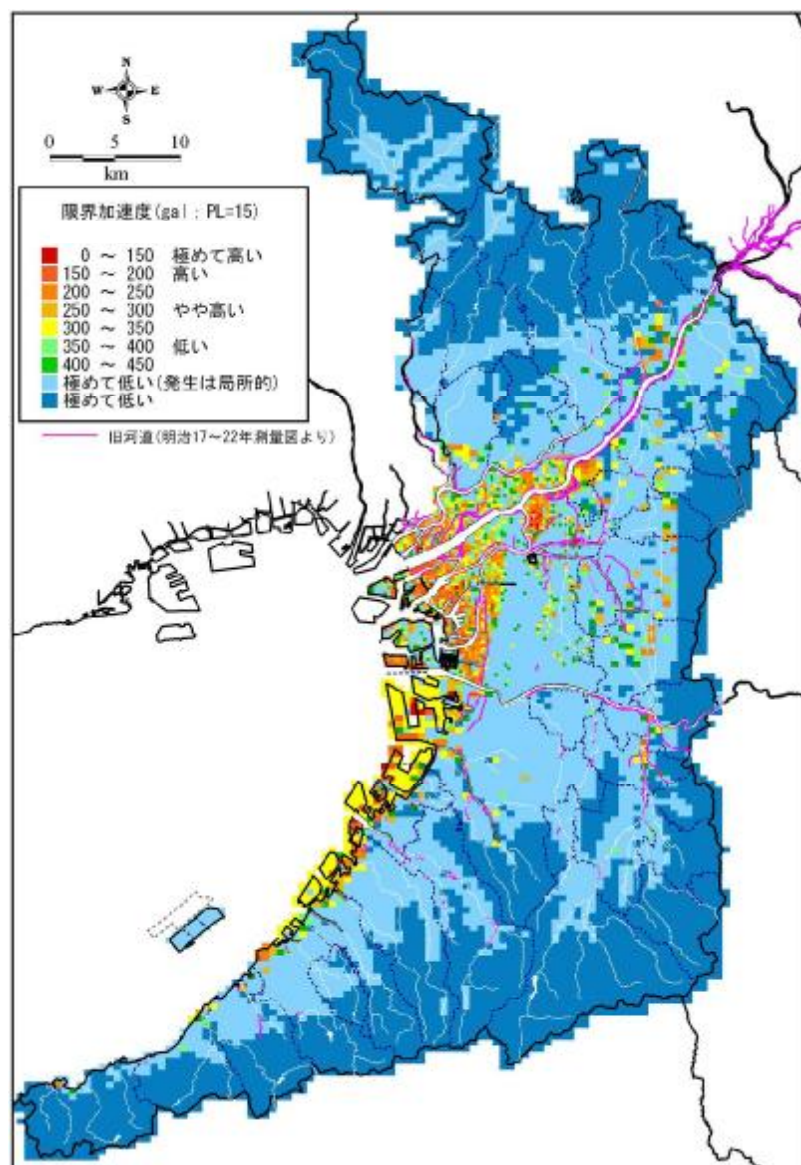 N
W E
S
0 5 10
km
限界加速度(gal ; PL=15)
0 ～ 150 極めて高い
150 ～ 200 高い
200 ～ 250
250 ～ 300 やや高い
300 ～ 350
350 ～ 400 低い
400 ～ 450
極めて低い(発生は局所的)
極めて低い
旧河道(明治17～22年測量図より)